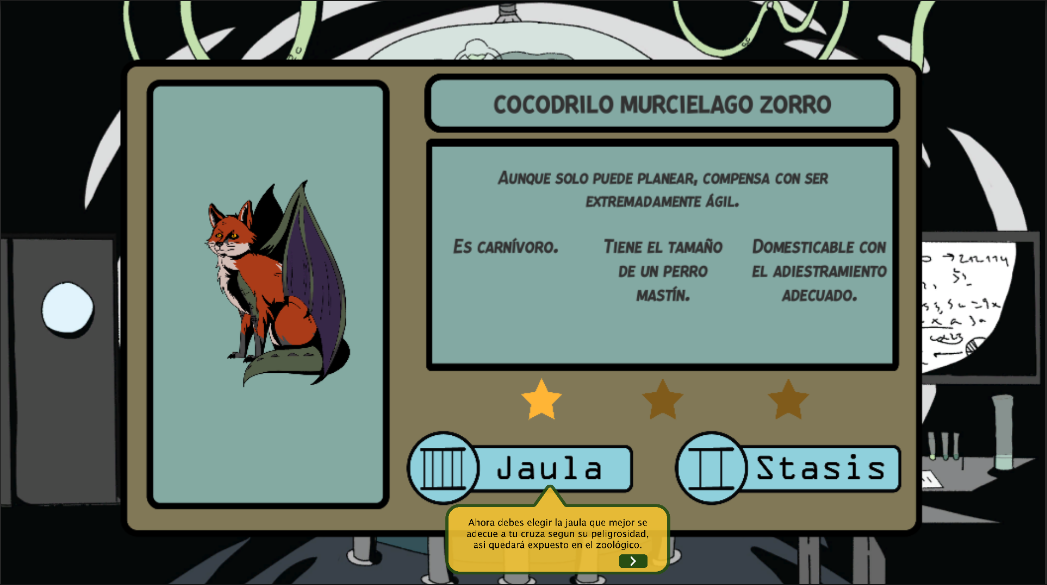 COCODRILO MURCIELAGO ZORRO
AUNQUE SOLO PUEDE PLANEAR, COMPENSA CON SER
EXTREMADAMENTE ÁGIL.
ES CARNÍVORO.
TIENE EL TAMAÑO
DE UN PERRO
MASTÍN.
DOMESTICABLE CON
EL ADIESTRAMIENTO
ADECUADO.
Jaula
Stasis
Ahora debes elegir la jaula que mejor se
adecue a tu cruza según su peligrosidad,
asi quedará expuesto en el zoológico.